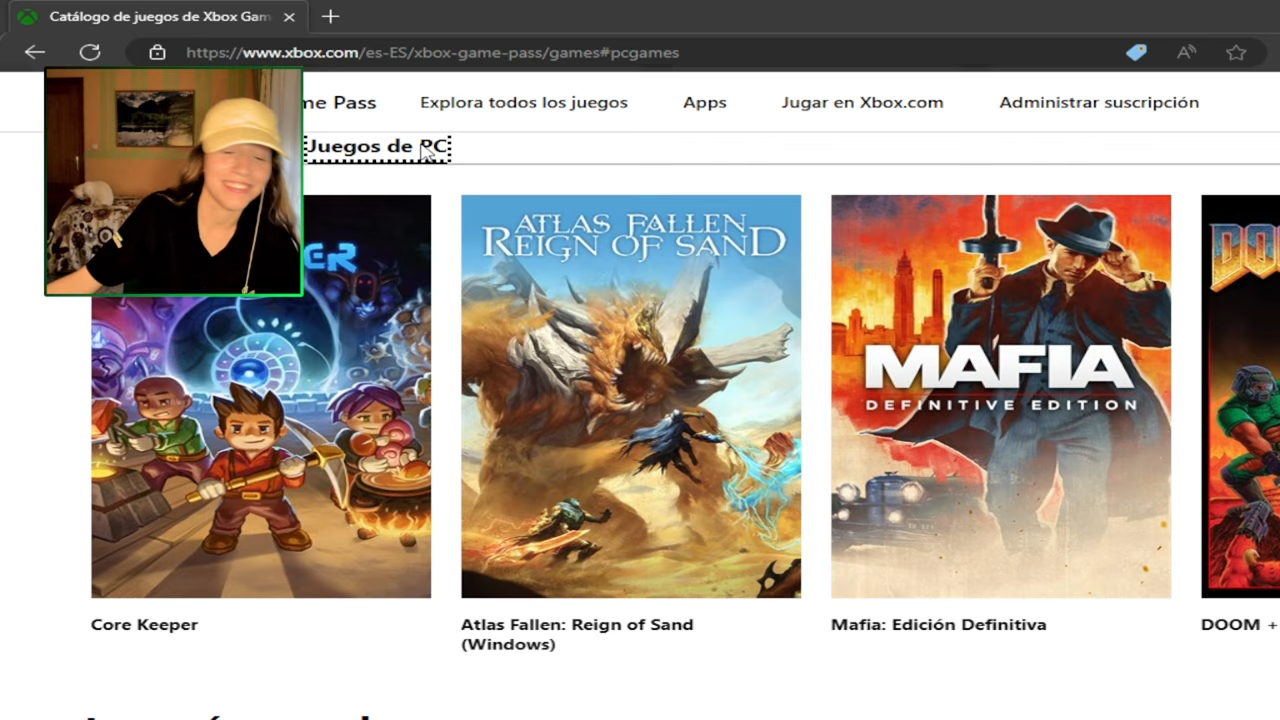 Catálogo de juegos de Xbox Gam
https://www.xbox.com/es-ES/xbox-game-pass/games#pcgames
me Pass
Explora todos los juegos
Apps
Jugar en Xbox.com
Administrar suscripción
Juegos de PC
ER
ATLAS FALLEN
REIGN OF SAND
MAFIA
DEFINITIVE EDITION
DOO
Core Keeper
Atlas Fallen: Reign of Sand
(Windows)
Mafia: Edición Definitiva
DOOM +